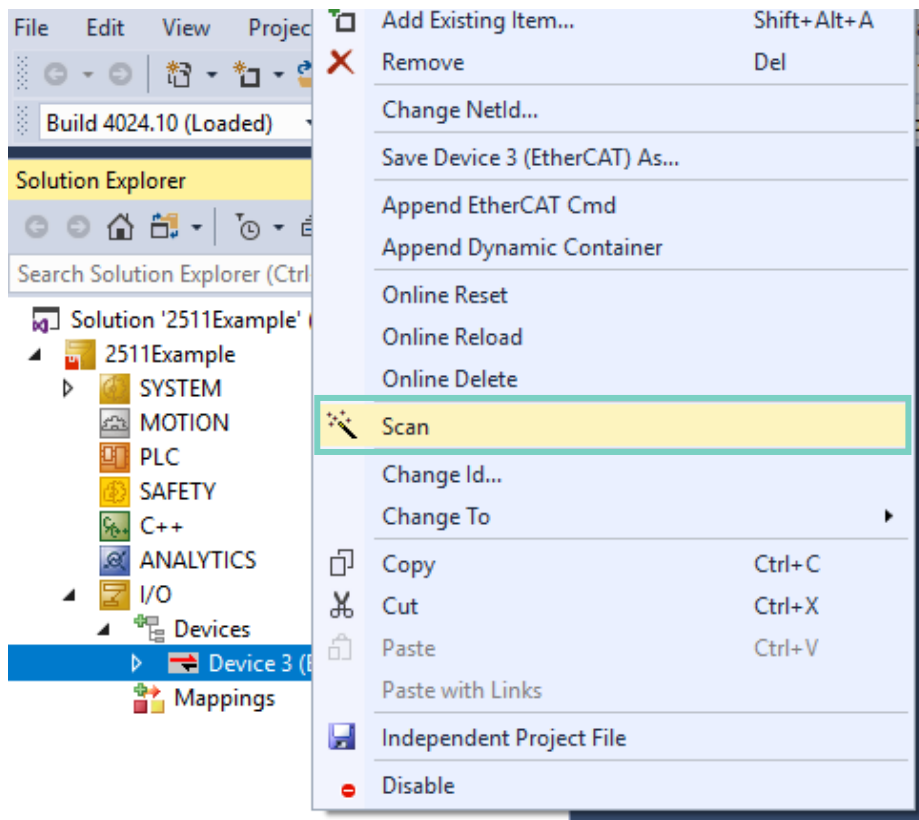 File Edit View Projec
Build 4024.10 (Loaded)
Solution Explorer
Search Solution Explorer (Ctrl
Solution '2511Example'
2511Example
SYSTEM
MOTION
PLC
SAFETY
C++
ANALYTICS
I/O
Devices
Device 3 (E
Mappings
Add Existing Item... Shift+Alt+A
Remove Del
Change NetId...
Save Device 3 (EtherCAT) As...
Append EtherCAT Cmd
Append Dynamic Container
Online Reset
Online Reload
Online Delete
Scan
Change Id...
Change To
Copy Ctrl+C
Cut Ctrl+X
Paste Ctrl+V
Paste with Links
Independent Project File
Disable